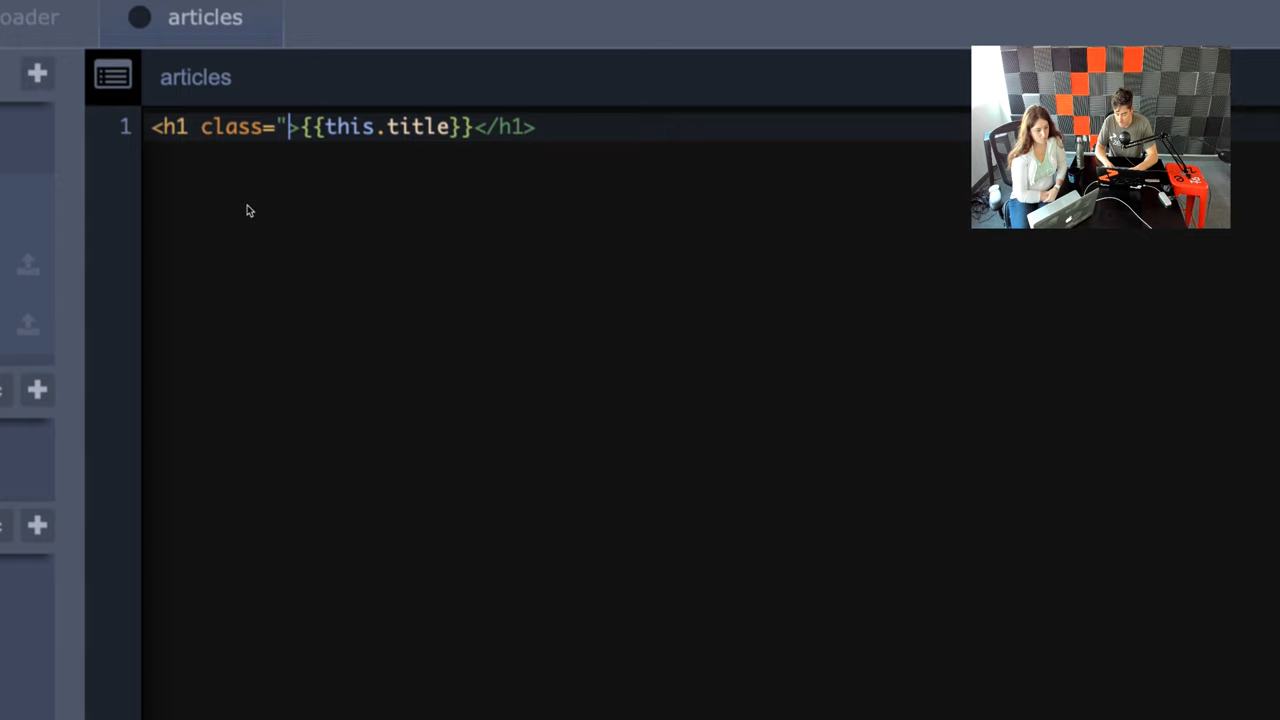 oader
articles
articles
1 <h1 class=">{{this.title}}</h1>